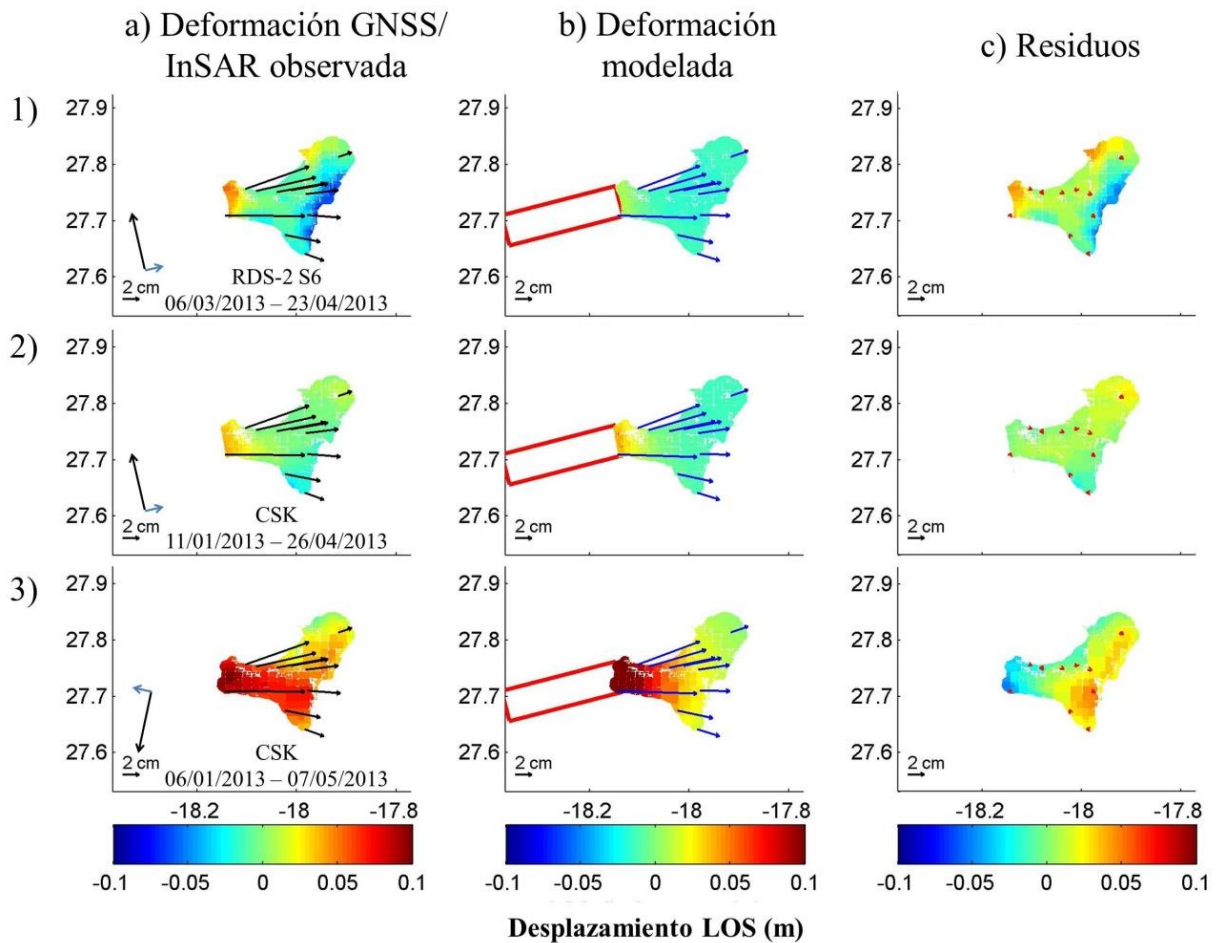 a) Deformación GNSS/
InSAR observada
b) Deformación
modelada
c) Residuos
1)
27.9
27.8
27.7
27.6
2 cm
RDS-2 S6
06/03/2013 – 23/04/2013
27.9
27.8
27.7
27.6
2 cm
27.9
27.8
27.7
27.6
2)
27.9
27.8
27.7
27.6
2 cm
CSK
11/01/2013 – 26/04/2013
27.9
27.8
27.7
27.6
2 cm
27.9
27.8
27.7
27.6
3)
27.9
27.8
27.7
27.6
2 cm
CSK
06/01/2013 – 07/05/2013
27.9
27.8
27.7
27.6
2 cm
27.9
27.8
27.7
27.6
-18.2 -18 -17.8
-18.2 -18 -17.8
-18.2 -18 -17.8
-0.1 -0.05 0 0.05 0.1
-0.1 -0.05 0 0.05 0.1
-0.1 -0.05 0 0.05 0.1
Desplazamiento LOS (m)